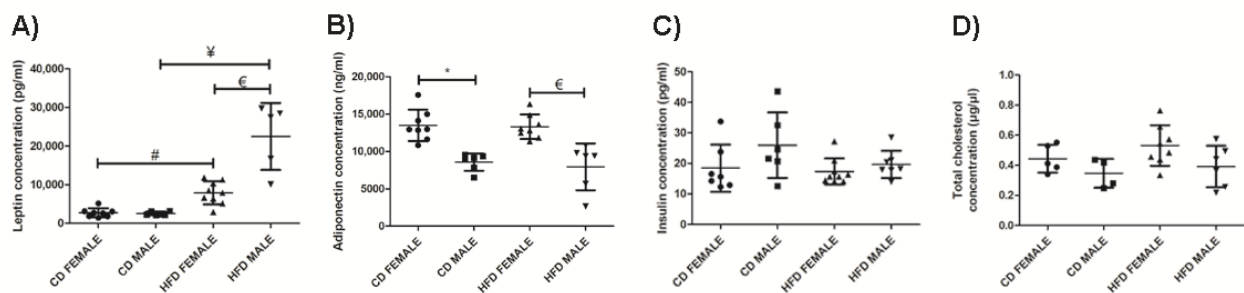 A)
Leptin concentration (pg/ml)
40,000
30,000
20,000
10,000
0
¥
€
#
CD FEMALE
CD MALE
HFD FEMALE
HFD MALE
B)
Adiponectin concentration (ng/ml)
20,000
15,000
10,000
5000
0
*
€
CD FEMALE
CD MALE
HFD FEMALE
HFD MALE
C)
Insulin concentration (pg/ml)
50
40
30
20
10
0
CD FEMALE
CD MALE
HFD FEMALE
HFD MALE
D)
Total cholesterol
concentration (µg/µl)
1.0
0.8
0.6
0.4
0.2
0.0
CD FEMALE
CD MALE
HFD FEMALE
HFD MALE